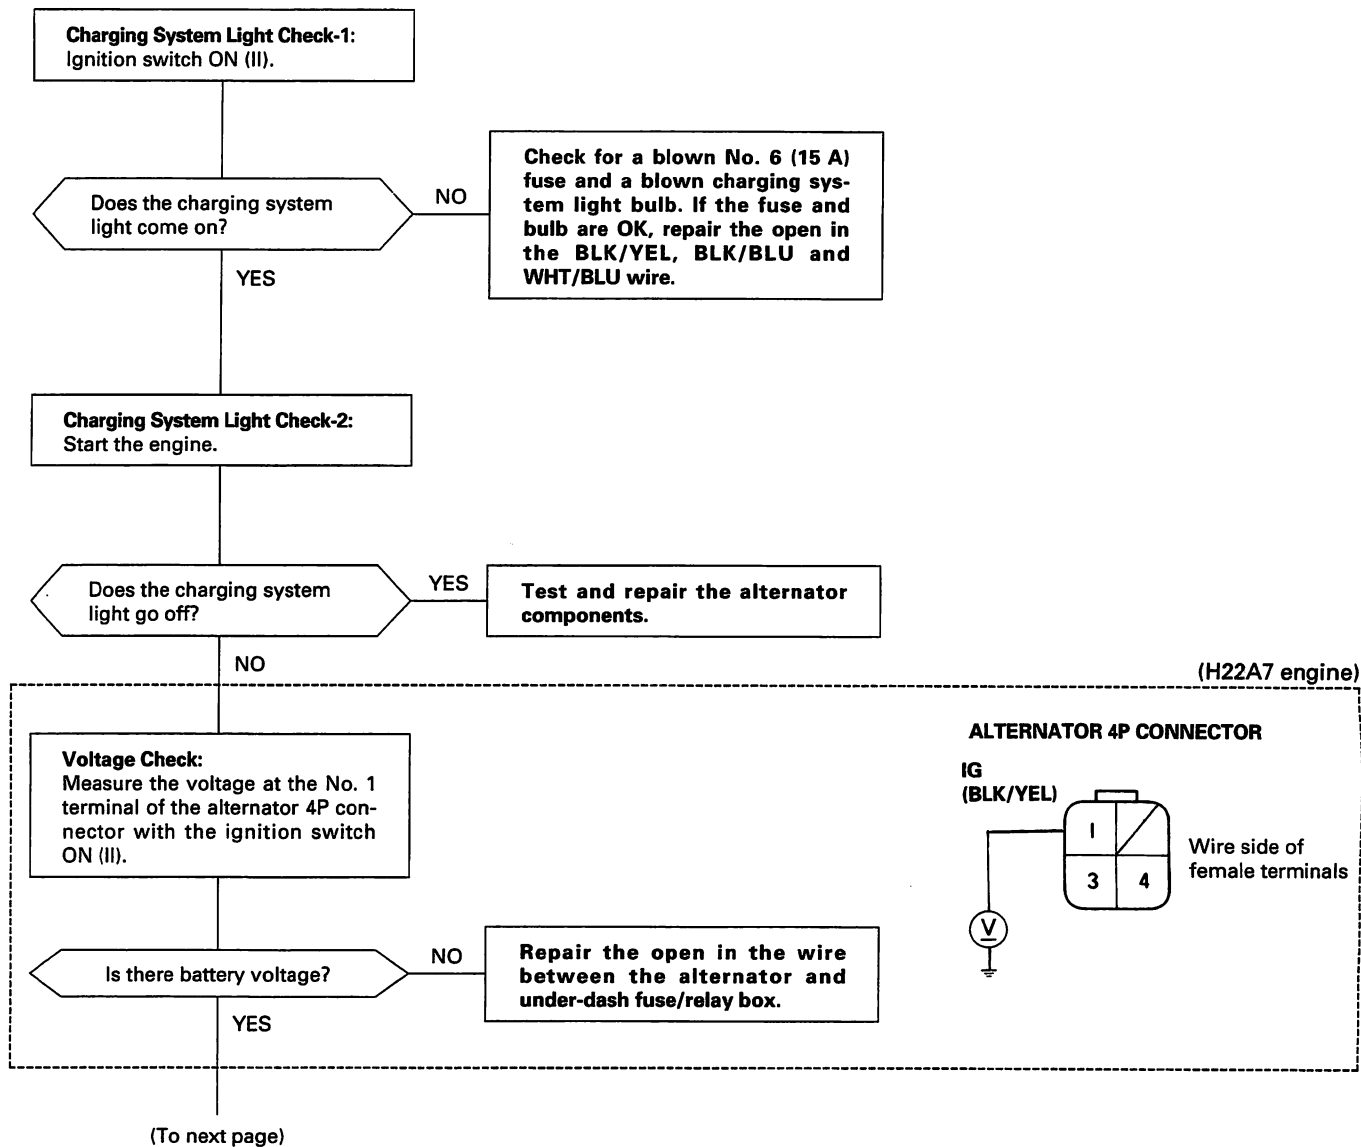 Charging System Light Check-1:
Ignition switch ON (II).
Does the charging system
light come on?
NO
Check for a blown No. 6 (15 A)
fuse and a blown charging sys-
tem light bulb. If the fuse and
bulb are OK, repair the open in
the BLK/YEL, BLK/BLU and
WHT/BLU wire.
YES
Charging System Light Check-2:
Start the engine.
Does the charging system
light go off?
YES
Test and repair the alternator
components.
NO
(H22A7 engine)
Voltage Check:
Measure the voltage at the No. 1
terminal of the alternator 4P con-
nector with the ignition switch
ON (II).
ALTERNATOR 4P CONNECTOR
IG
(BLK/YEL)
1
3 4
Wire side of
female terminals
V
Is there battery voltage?
NO
Repair the open in the wire
between the alternator and
under-dash fuse/relay box.
YES
(To next page)